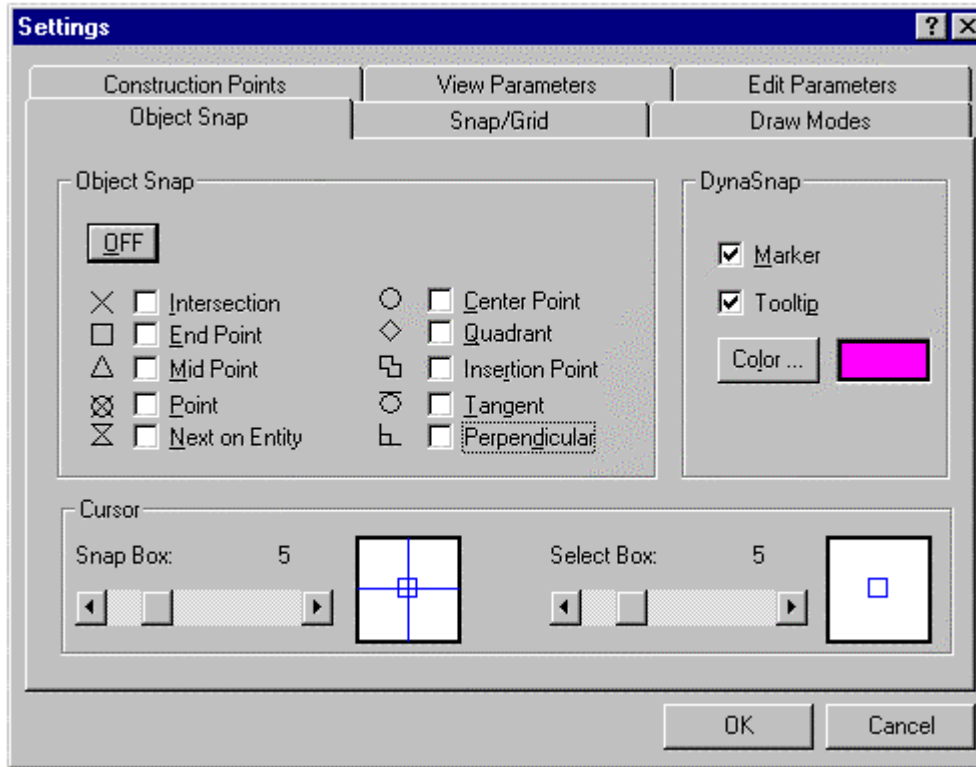 Settings
Construction Points View Parameters Edit Parameters
Object Snap Snap/Grid Draw Modes
Object Snap DynaSnap
OFF
Marker
Intersection Center Point Tooltip
End Point Quadrant
Mid Point Insertion Point Color ...
Point Tangent
Next on Entity Perpendicular
Cursor
Snap Box: 5 Select Box: 5
OK Cancel